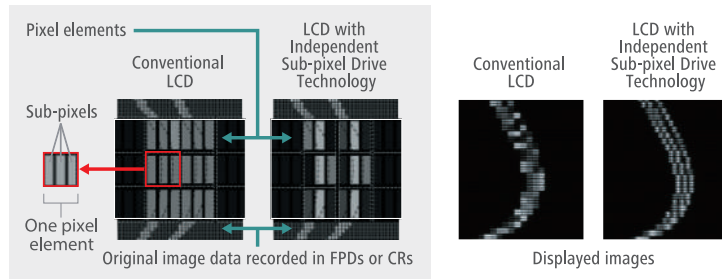 Pixel elements
LCD with
Independent
Sub-pixel Drive
Technology
Conventional
LCD
Sub-pixels
One pixel
element
Original image data recorded in FPDs or CRs
Conventional
LCD
LCD with
Independent
Sub-pixel Drive
Technology
Displayed images